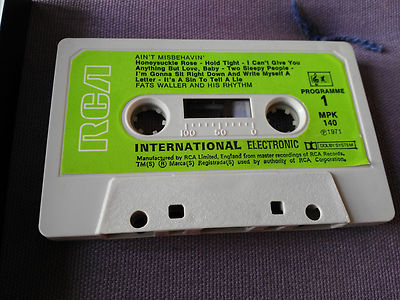 RCA
AIN'T MISBEHAVIN'
Honeysuckle Rose - Hold Tight - I Can't Give You
Anything But Love, Baby - Two Sleepy People -
I'm Gonna Sit Right Down And Write Myself A
Letter - It's A Sin To Tell A Lie
FATS WALLER AND HIS RHYTHM
PROGRAMME
1
MPK
140
℗1971
100 50 0
INTERNATIONAL ELECTRONIC DOLBY SYSTEM
Manufactured by RCA Limited, England from master recordings of RCA Records.
TM(S) ® Marca(s) Registrada(s) used by authority of RCA Corporation.